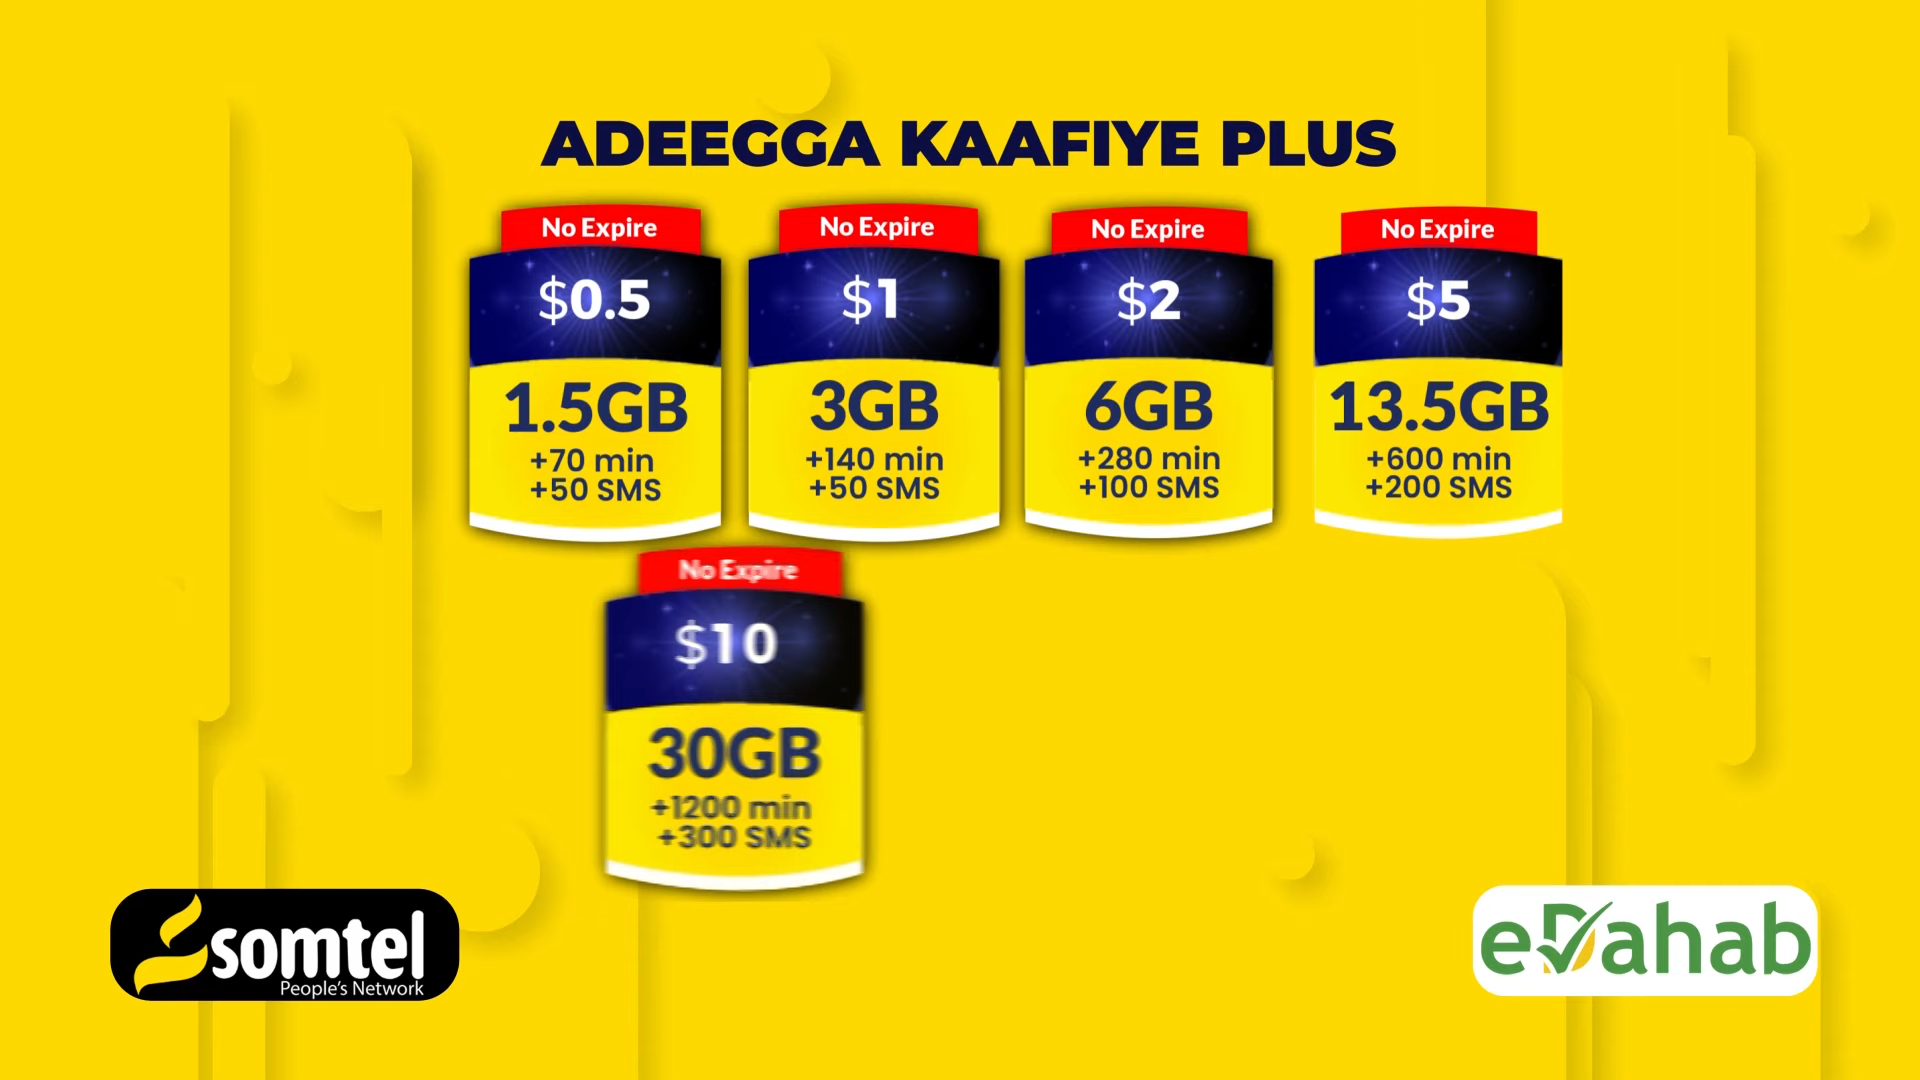 ADEEGGA KAAFIYE PLUS
No Expire
$0.5
1.5GB
+70 min
+50 SMS
No Expire
$1
3GB
+140 min
+50 SMS
No Expire
$2
6GB
+280 min
+100 SMS
No Expire
$5
13.5GB
+600 min
+200 SMS
No Expire
$10
30GB
+1200 min
+300 SMS
somtel
People's Network
eDahab